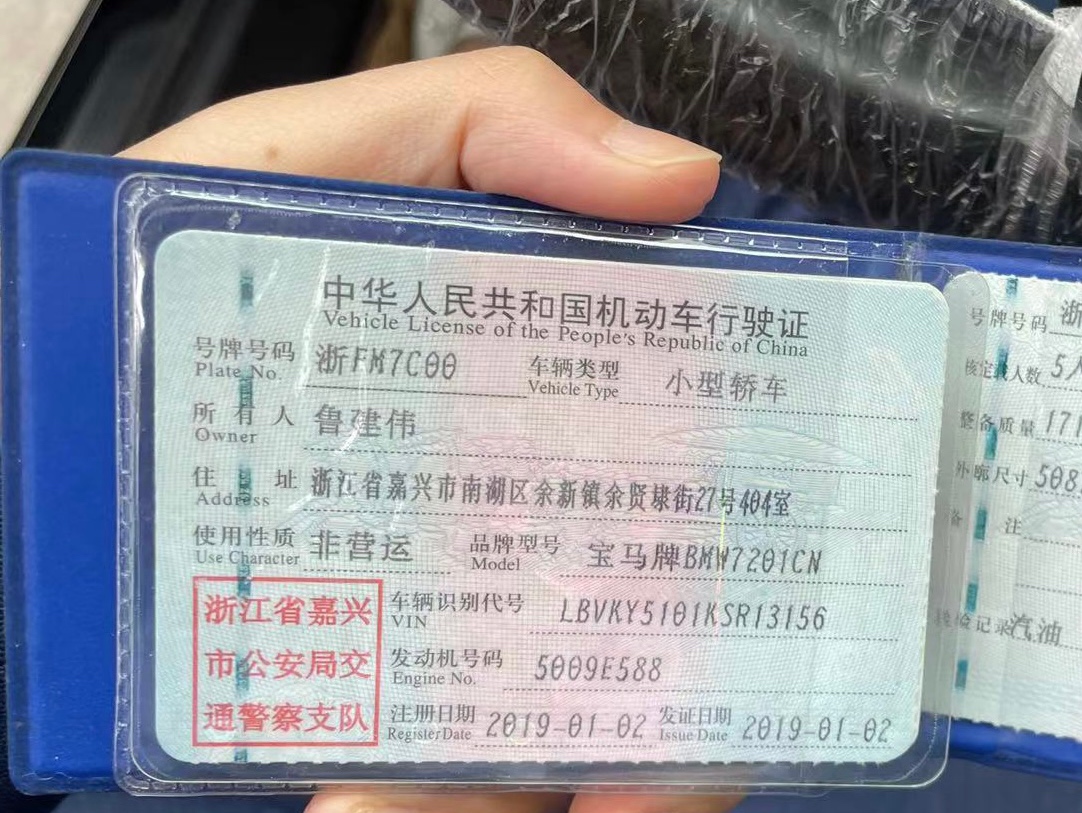 中华人民共和国机动车行驶证
Vehicle License of the People's Republic of China
号牌号码 浙FM7C00 车辆类型 小型轿车
Plate No. Vehicle Type
所有人 鲁建伟
Owner
住址 浙江省嘉兴市南湖区余新镇余贤埭街27号404室
Address
使用性质 非营运 品牌型号 宝马牌BMW7201CN
Use Character Model
浙江省嘉兴
市公安局交
通警察支队
车辆识别代号 LBVKY5101KSR13156
VIN
发动机号码 5009E588
Engine No.
注册日期 2019-01-02 发证日期 2019-01-02
Register Date Issue Date
号牌号码 浙
核定载人数 5人
整备质量 171
外廓尺寸 508
备注
检验记录 汽油